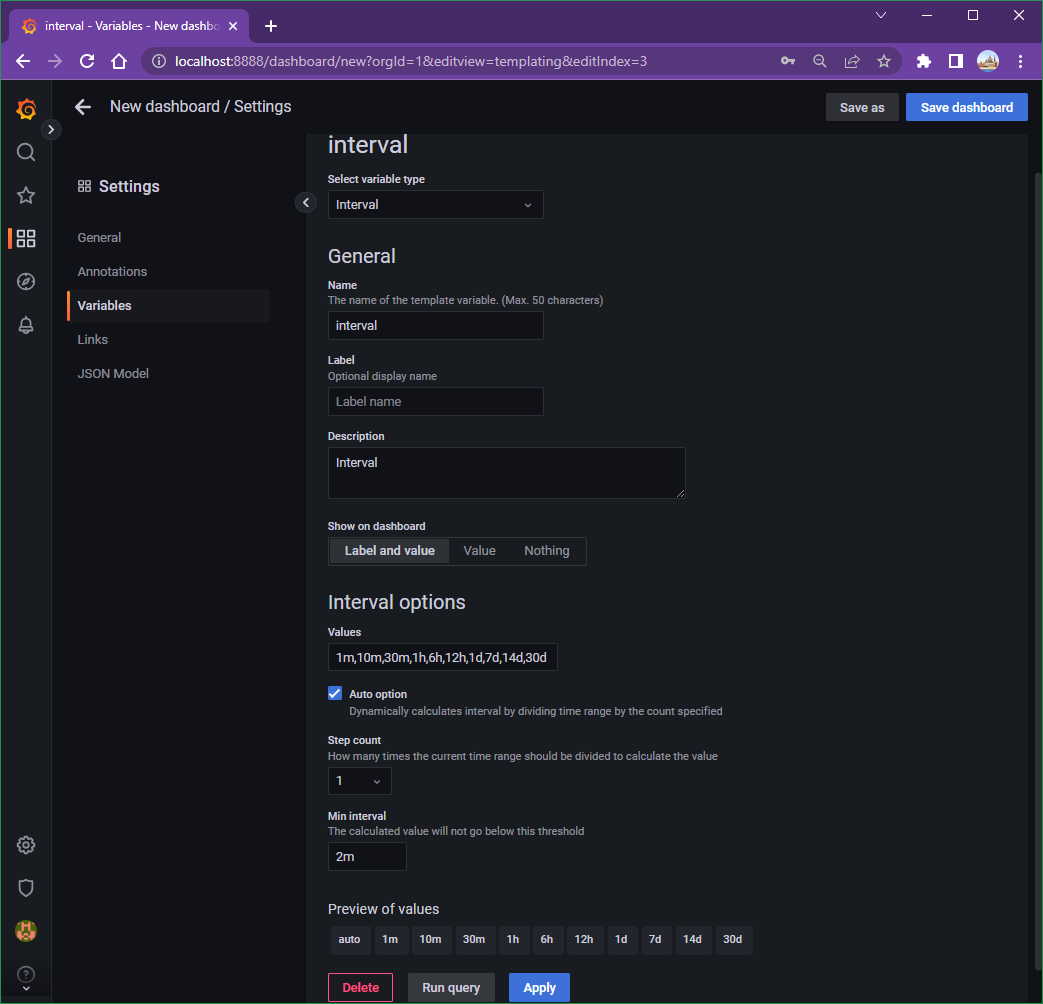 interval - Variables - New dashbo
localhost:8888/dashboard/new?orgId=1&editview=templating&editIndex=3
New dashboard / Settings
Save as
Save dashboard
Settings
General
Annotations
Variables
Links
JSON Model
interval
Select variable type
Interval
General
Name
The name of the template variable. (Max. 50 characters)
interval
Label
Optional display name
Label name
Description
Interval
Show on dashboard
Label and value Value Nothing
Interval options
Values
1m,10m,30m,1h,6h,12h,1d,7d,14d,30d
Auto option
Dynamically calculates interval by dividing time range by the count specified
Step count
How many times the current time range should be divided to calculate the value
1
Min interval
The calculated value will not go below this threshold
2m
Preview of values
auto 1m 10m 30m 1h 6h 12h 1d 7d 14d 30d
Delete Run query Apply